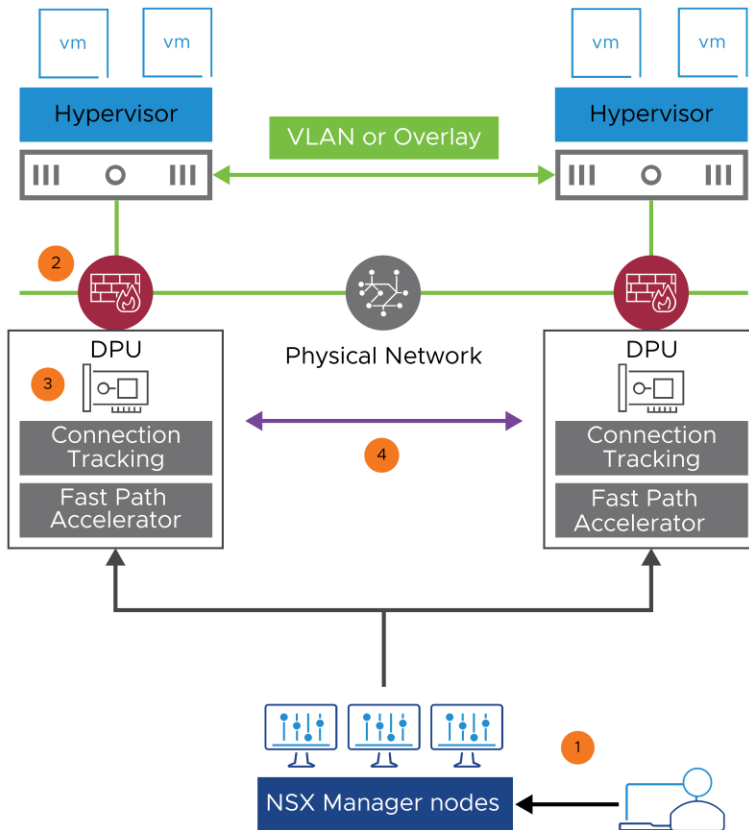 vm
vm
vm
vm
Hypervisor
Hypervisor
VLAN or Overlay
2
DPU
Physical Network
DPU
3
Connection
Tracking
4
Connection
Tracking
Fast Path
Accelerator
Fast Path
Accelerator
1
NSX Manager nodes